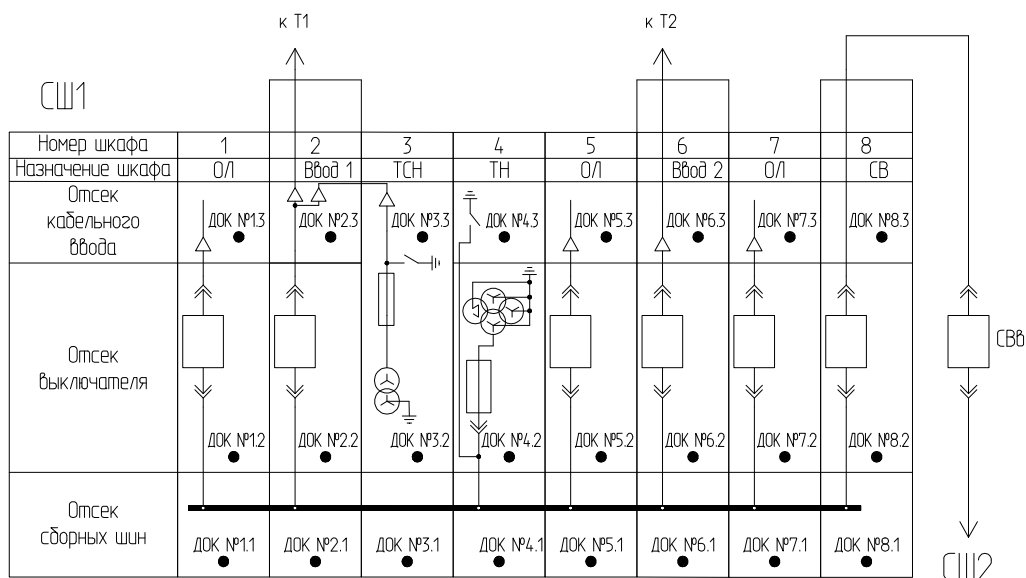 к Т1
к Т2
СШ1
Номер шкафа 1 2 3 4 5 6 7 8
Назначение шкафа О/Л Ввод 1 ТСН ТН О/Л Ввод 2 О/Л СВ
Отсек
кабельного
ввода
ДОК №1.3 ДОК №2.3 ДОК №3.3 ДОК №4.3 ДОК №5.3 ДОК №6.3 ДОК №7.3 ДОК №8.3
СВв
Отсек
выключателя
ДОК №1.2 ДОК №2.2 ДОК №3.2 ДОК №4.2 ДОК №5.2 ДОК №6.2 ДОК №7.2 ДОК №8.2
Отсек
сборных шин
ДОК №1.1 ДОК №2.1 ДОК №3.1 ДОК №4.1 ДОК №5.1 ДОК №6.1 ДОК №7.1 ДОК №8.1
СШ2